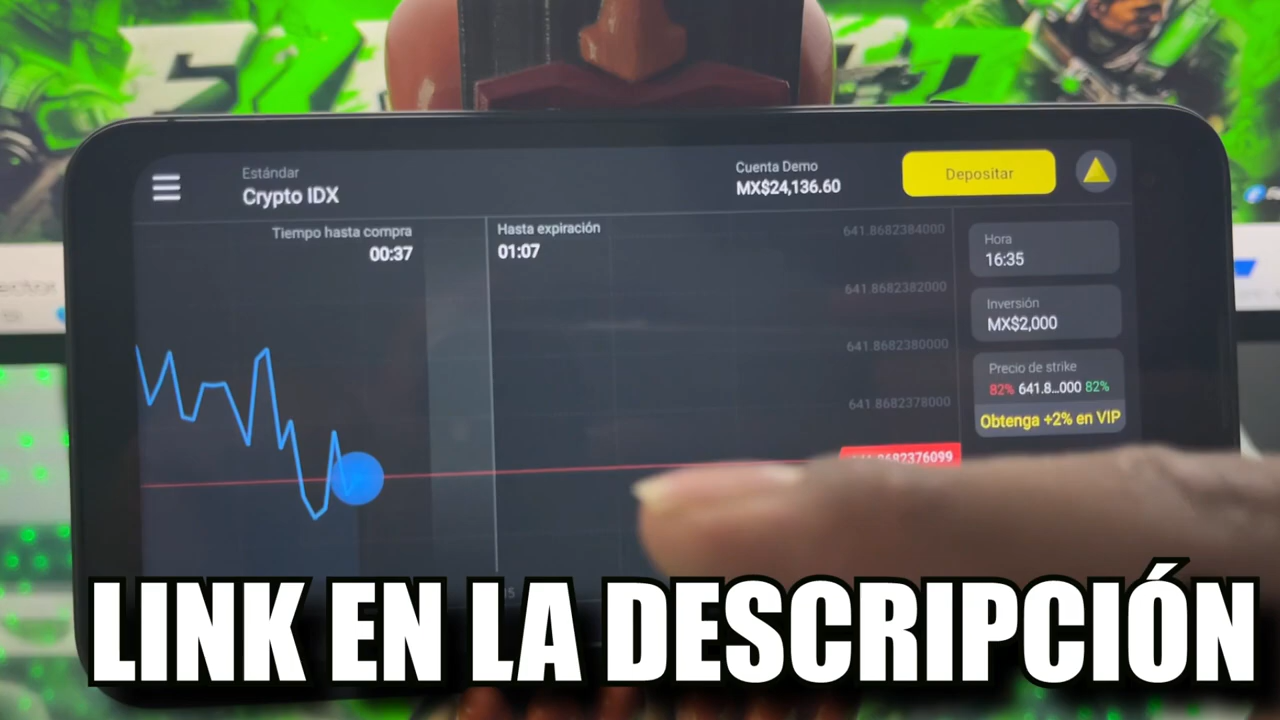 Estándar
Crypto IDX
Cuenta Demo
MX$24,136.60
Depositar
Tiempo hasta compra
00:37
Hasta expiración
01:07
641.8682384000
641.8682382000
641.8682380000
641.8682378000
Hora
16:35
Inversión
MX$2,000
Precio de strike
82% 641.8...000 82%
Obtenga +2% en VIP
LINK EN LA DESCRIPCIÓN